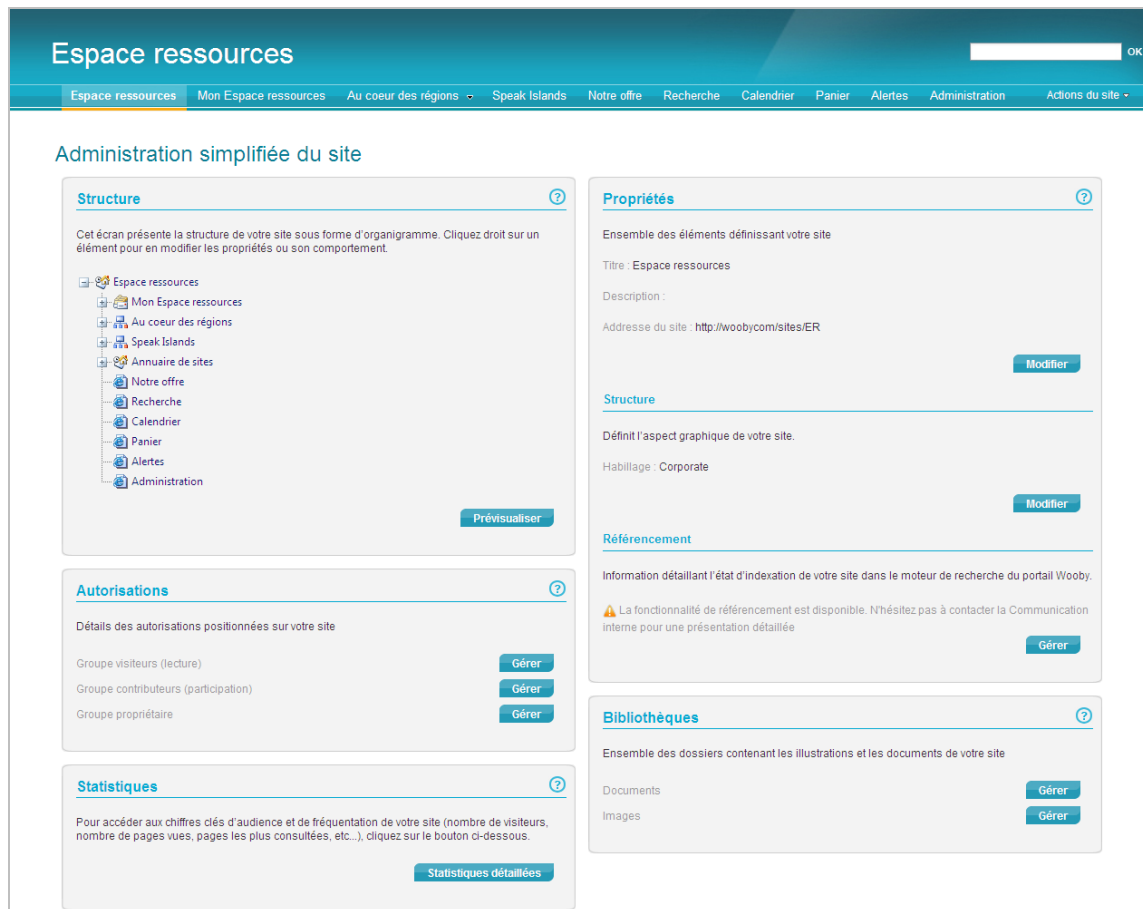 Espace ressources
OK
Espace ressources Mon Espace ressources Au coeur des régions Speak Islands Notre offre Recherche Calendrier Panier Alertes Administration Actions du site
Administration simplifiée du site
Structure
Cet écran présente la structure de votre site sous forme d'organigramme. Cliquez droit sur un
élément pour en modifier les propriétés ou son comportement.
Espace ressources
Mon Espace ressources
Au coeur des régions
Speak Islands
Annuaire de sites
Notre offre
Recherche
Calendrier
Panier
Alertes
Administration
Prévisualiser
Autorisations
Détails des autorisations positionnées sur votre site
Groupe visiteurs (lecture) Gérer
Groupe contributeurs (participation) Gérer
Groupe propriétaire Gérer
Statistiques
Pour accéder aux chiffres clés d'audience et de fréquentation de votre site (nombre de visiteurs,
nombre de pages vues, pages les plus consultées, etc...), cliquez sur le bouton ci-dessous.
Statistiques détaillées
Propriétés
Ensemble des éléments définissant votre site
Titre : Espace ressources
Description :
Addresse du site : http://woobycom/sites/ER
Modifier
Structure
Définit l'aspect graphique de votre site.
Habillage : Corporate
Modifier
Référencement
Information détaillant l'état d'indexation de votre site dans le moteur de recherche du portail Wooby.
La fonctionnalité de référencement est disponible. N'hésitez pas à contacter la Communication
interne pour une présentation détaillée
Gérer
Bibliothèques
Ensemble des dossiers contenant les illustrations et les documents de votre site
Documents Gérer
Images Gérer